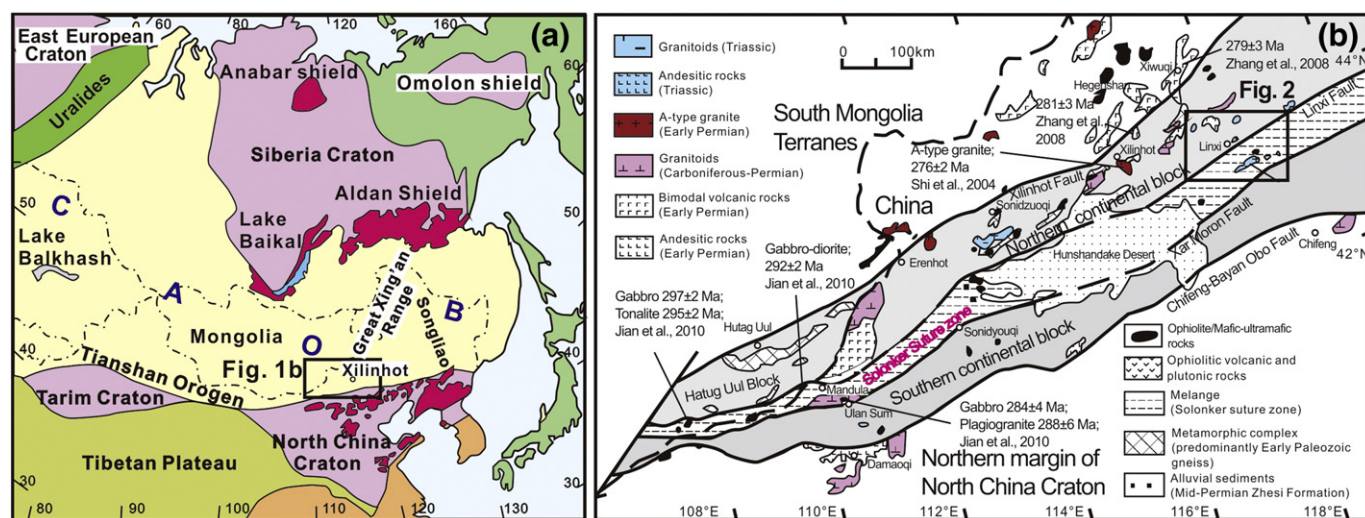 60
80
100
120
140
160
(a)
East European
Craton
Anabar shield
Omolon shield
60
Uralides
Siberia Craton
Aldan Shield
50
50
C
Lake
Balkhash
Lake
Baikal
A
Great Xing'an
Range
Songliao
B
Mongolia
O
40
40
Tianshan Orogen
Fig. 1b
Xilinhot
Tarim Craton
North China
Craton
Tibetan Plateau
30
30
80
90
100
110
120
130
(b)
Granitoids (Triassic)
Andesitic rocks
(Triassic)
A-type granite
(Early Permian)
Granitoids
(Carboniferous-Permian)
Bimodal volcanic rocks
(Early Permian)
Andesitic rocks
(Early Permian)
0
100km
South Mongolia
Terranes
China
Xiwuqi
Hegenshan
279±3 Ma
Zhang et al., 2008
44°N
Fig. 2
Linxi Fault
281±3 Ma
Zhang et al.,
2008
Xilinhot
Linxi
A-type granite;
276±2 Ma
Shi et al., 2004
Xilinhot Fault
Sonidzuoqi
Northern continental block
Erenhot
Hunshandake Desert
Xar Moron Fault
Chifeng-Bayan Obo Fault
Chifeng
42°N
Gabbro-diorite;
292±2 Ma
Jian et al., 2010
Gabbro 297±2 Ma;
Tonalite 295±2 Ma;
Jian et al., 2010
Hutag Uul
Solonker Suture zone
Sonidyouqi
Southern continental block
Hatug Uul Block
Mandula
Ulan Sum
Gabbro 284±4 Ma;
Plagiogranite 288±6 Ma;
Jian et al., 2010
Damaoqi
Northern margin of
North China Craton
Ophiolite/Mafic-ultramafic
rocks
Ophiolitic volcanic and
plutonic rocks
Melange
(Solonker suture zone)
Metamorphic complex
(predominantly Early Paleozoic
gneiss)
Alluvial sediments
(Mid-Permian Zhesi Formation)
108°E
110°E
112°E
114°E
116°E
118°E